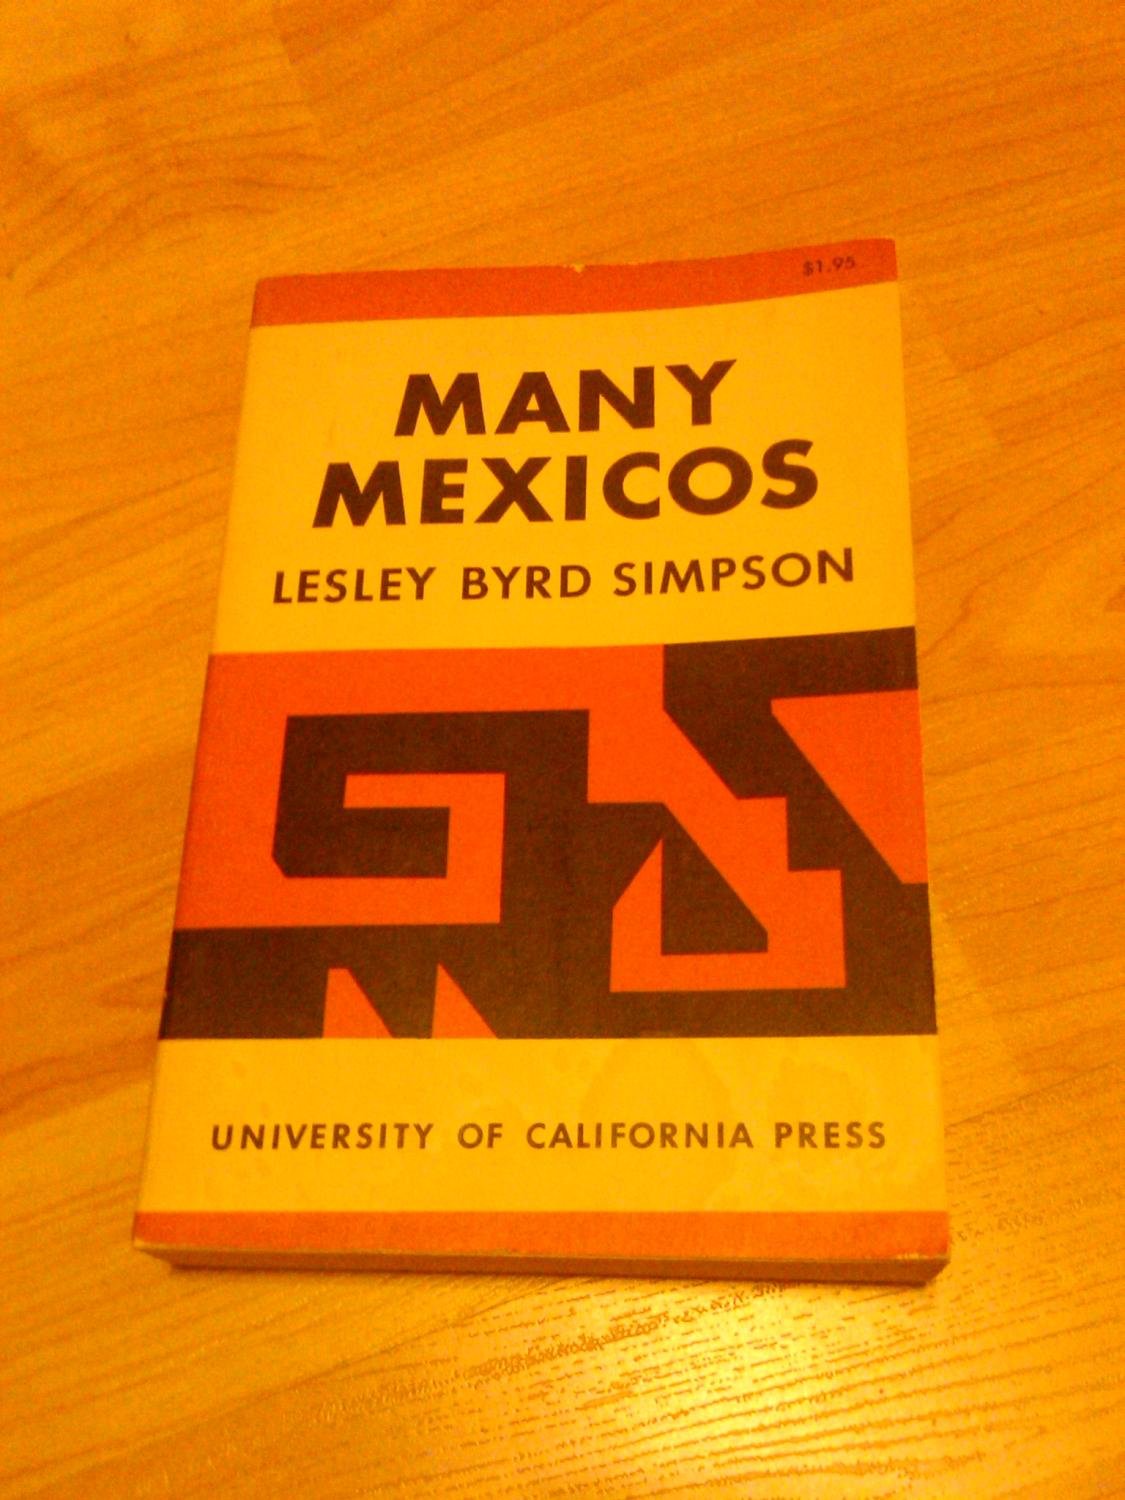 $1.95
MANY
MEXICOS
LESLEY BYRD SIMPSON
UNIVERSITY OF CALIFORNIA PRESS